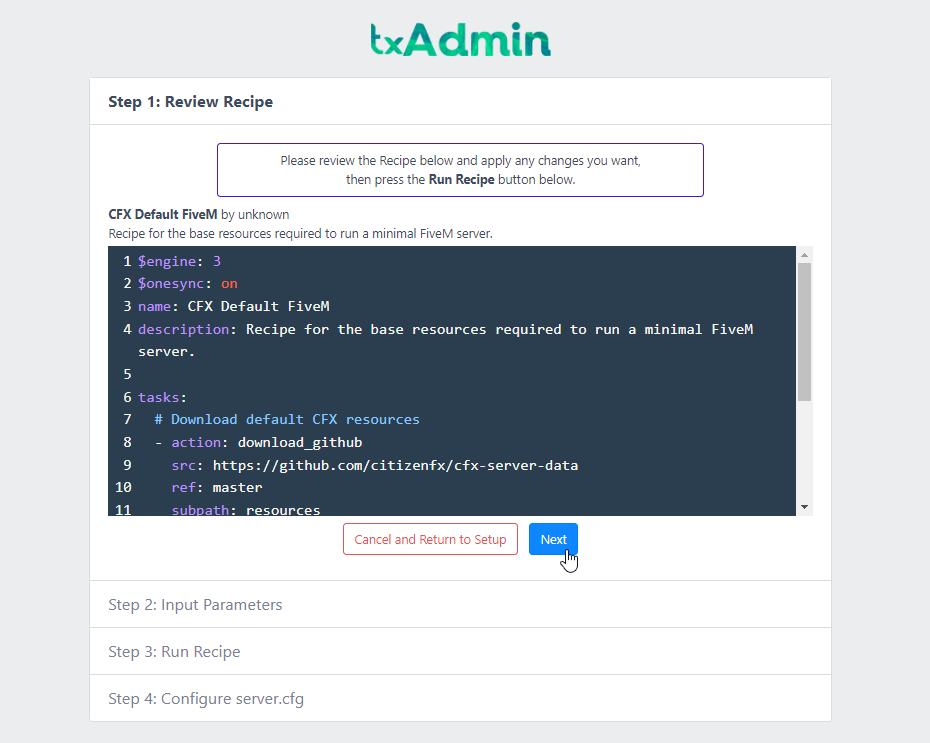 txAdmin
Step 1: Review Recipe
Please review the Recipe below and apply any changes you want,
then press the Run Recipe button below.
CFX Default FiveM by unknown
Recipe for the base resources required to run a minimal FiveM server.
1 $engine: 3
2 $onesync: on
3 name: CFX Default FiveM
4 description: Recipe for the base resources required to run a minimal FiveM
server.
5
6 tasks:
7 # Download default CFX resources
8 - action: download_github
9 src: https://github.com/citizenfx/cfx-server-data
10 ref: master
11 subpath: resources
Cancel and Return to Setup Next
Step 2: Input Parameters
Step 3: Run Recipe
Step 4: Configure server.cfg